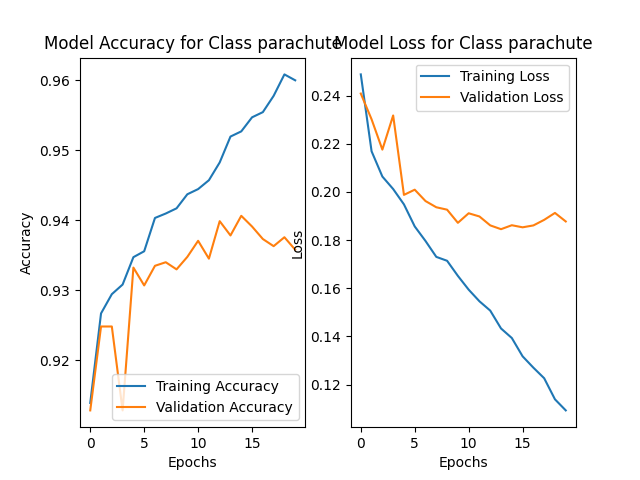 Model Accuracy for Class parachute
Model Loss for Class parachute
0.96
0.95
0.94
0.93
0.92
Accuracy
0
5
10
15
Epochs
Training Accuracy
Validation Accuracy
0.24
0.22
0.20
0.18
0.16
0.14
0.12
Loss
0
5
10
15
Epochs
Training Loss
Validation Loss